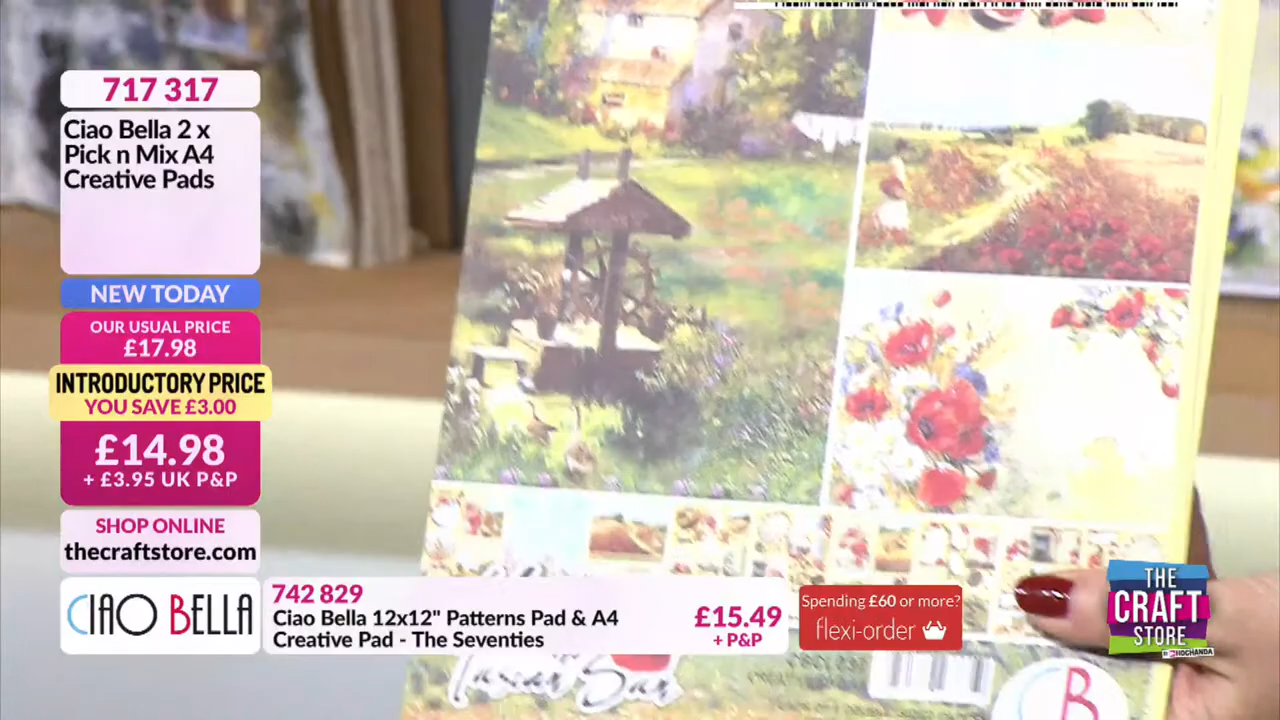 717 317
Ciao Bella 2 x
Pick n Mix A4
Creative Pads
NEW TODAY
OUR USUAL PRICE
£17.98
INTRODUCTORY PRICE
YOU SAVE £3.00
£14.98
+ £3.95 UK P&P
SHOP ONLINE
thecraftstore.com
CIAO BELLA
742 829
Ciao Bella 12x12" Patterns Pad & A4
Creative Pad - The Seventies
£15.49
+ P&P
Spending £60 or more?
flexi-order
THE
CRAFT
STORE
HOCHANDA
Sun
CB